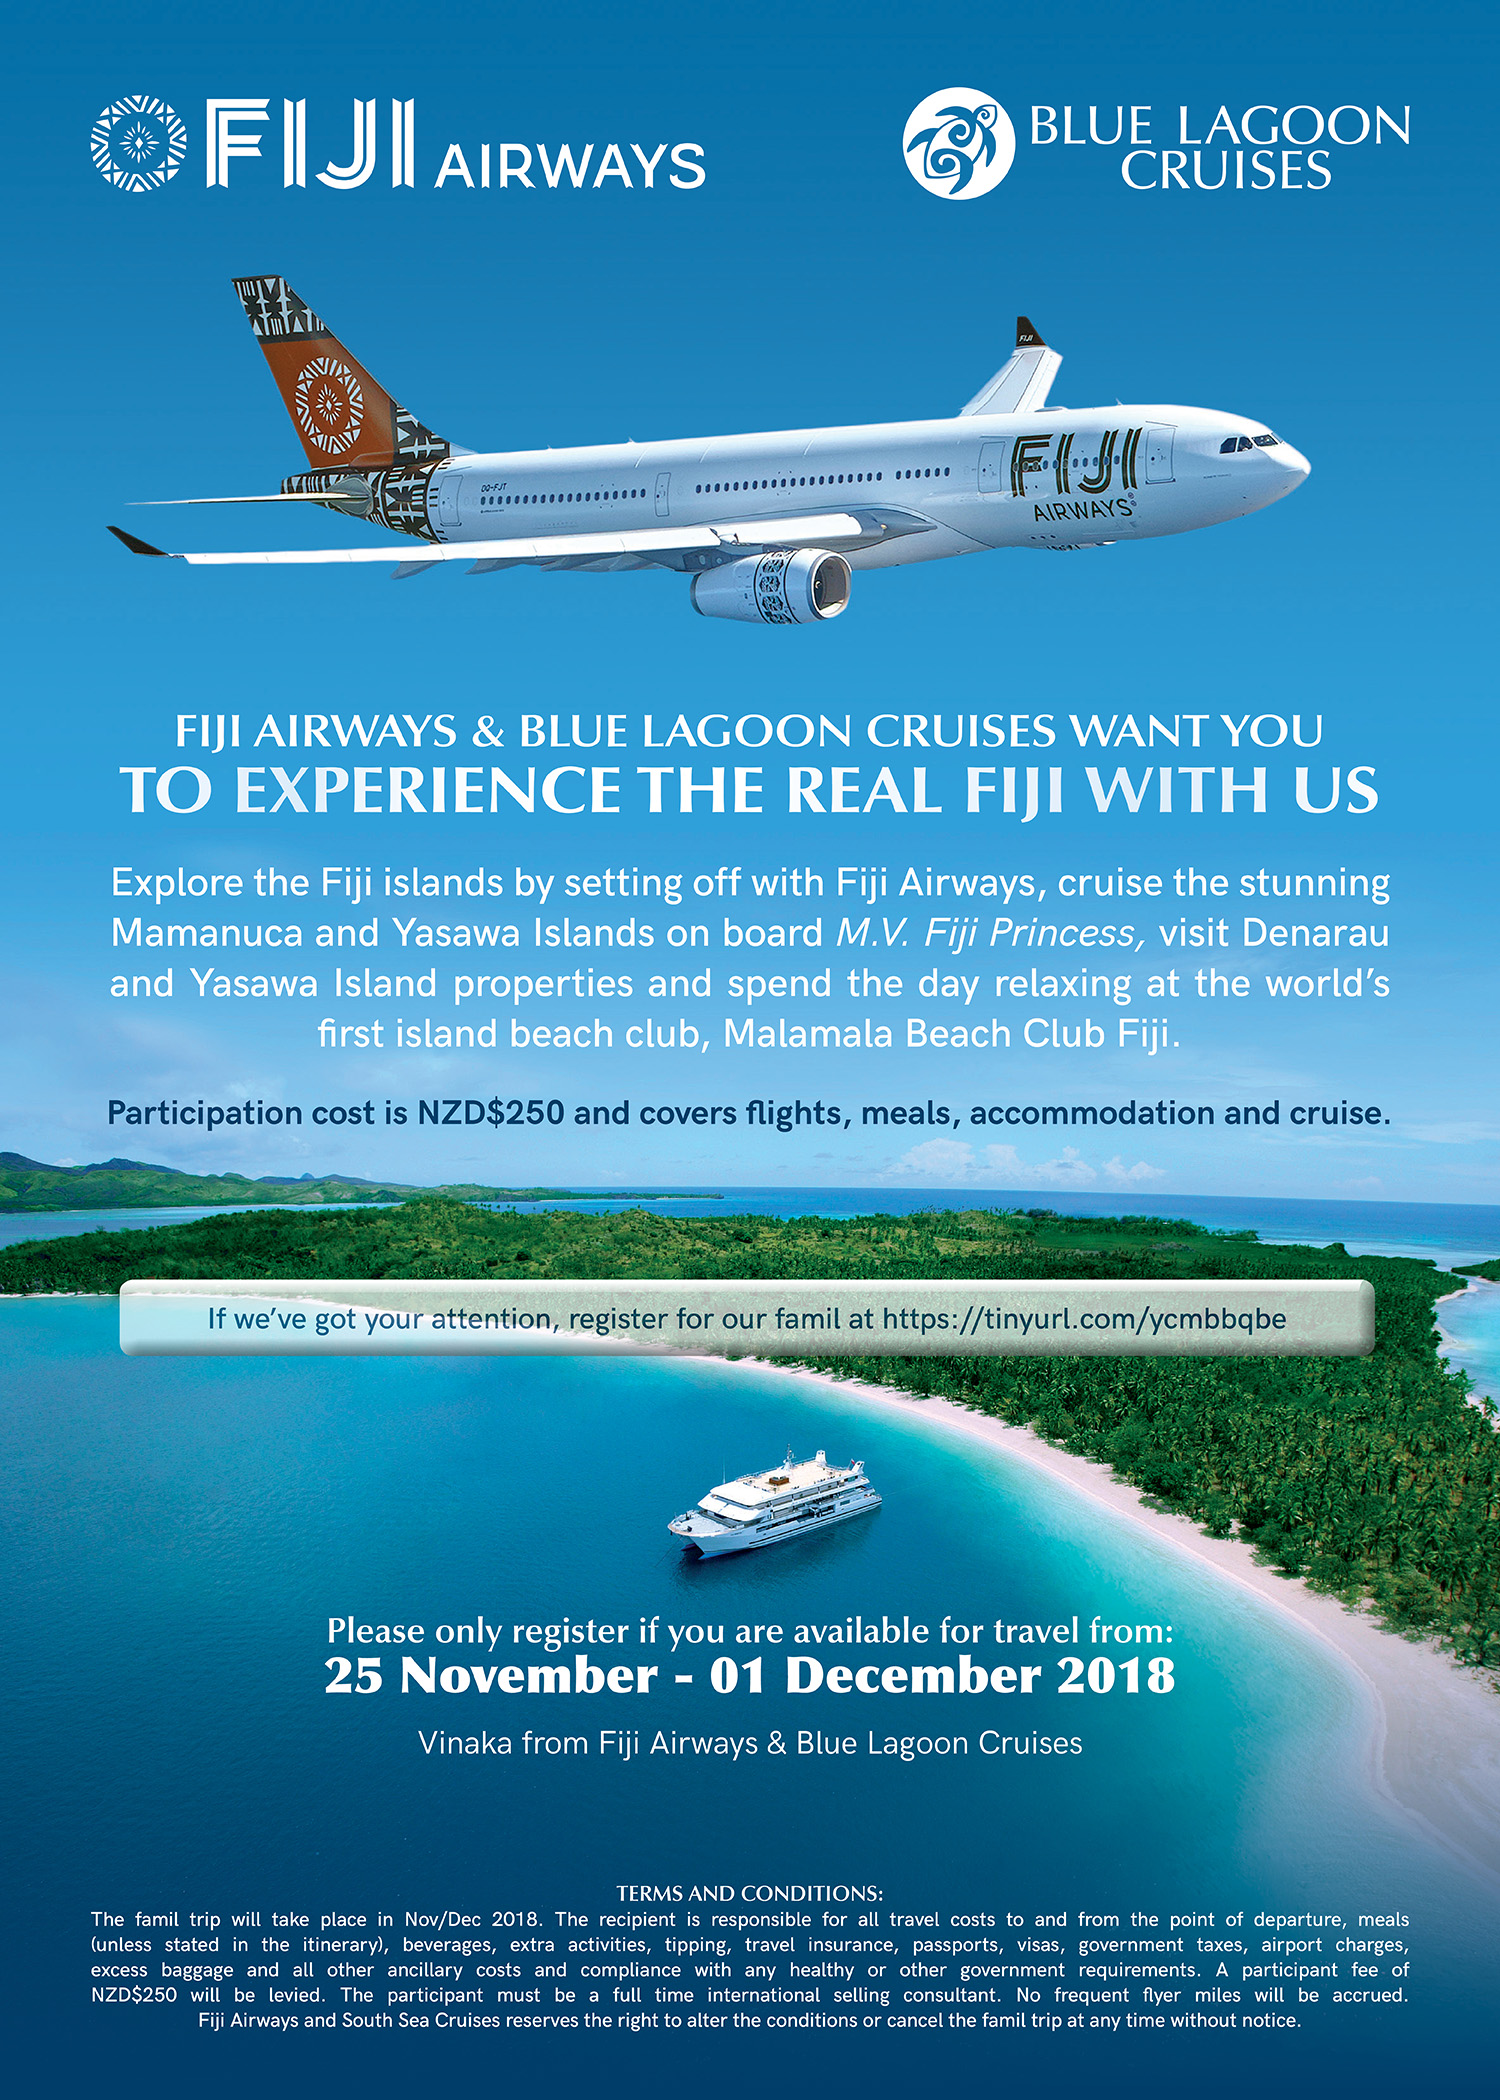 FIJI AIRWAYS
BLUE LAGOON
CRUISES
FIJI
DQ-FJT
FIJI
AIRWAYS
FIJI AIRWAYS & BLUE LAGOON CRUISES WANT YOU
TO EXPERIENCE THE REAL FIJI WITH US
Explore the Fiji islands by setting off with Fiji Airways, cruise the stunning
Mamanuca and Yasawa Islands on board M.V. Fiji Princess, visit Denarau
and Yasawa Island properties and spend the day relaxing at the world’s
first island beach club, Malamala Beach Club Fiji.
Participation cost is NZD$250 and covers flights, meals, accommodation and cruise.
If we’ve got your attention, register for our famil at https://tinyurl.com/ycmbbqbe
Please only register if you are available for travel from:
25 November - 01 December 2018
Vinaka from Fiji Airways & Blue Lagoon Cruises
TERMS AND CONDITIONS:
The famil trip will take place in Nov/Dec 2018. The recipient is responsible for all travel costs to and from the point of departure, meals
(unless stated in the itinerary), beverages, extra activities, tipping, travel insurance, passports, visas, government taxes, airport charges,
excess baggage and all other ancillary costs and compliance with any healthy or other government requirements. A participant fee of
NZD$250 will be levied. The participant must be a full time international selling consultant. No frequent flyer miles will be accrued.
Fiji Airways and South Sea Cruises reserves the right to alter the conditions or cancel the famil trip at any time without notice.